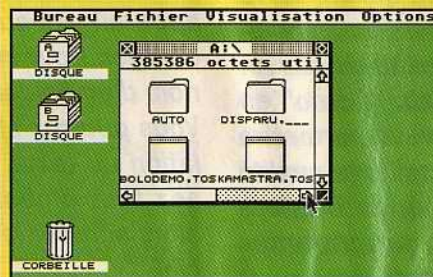 Bureau Fichier Visualisation Options
A
DISQUE
B
DISQUE
A:\
385386 octets util
AUTO DISPARU.___
BOLODEMO.TOS KAMASTRA.TOS
CORBEILLE